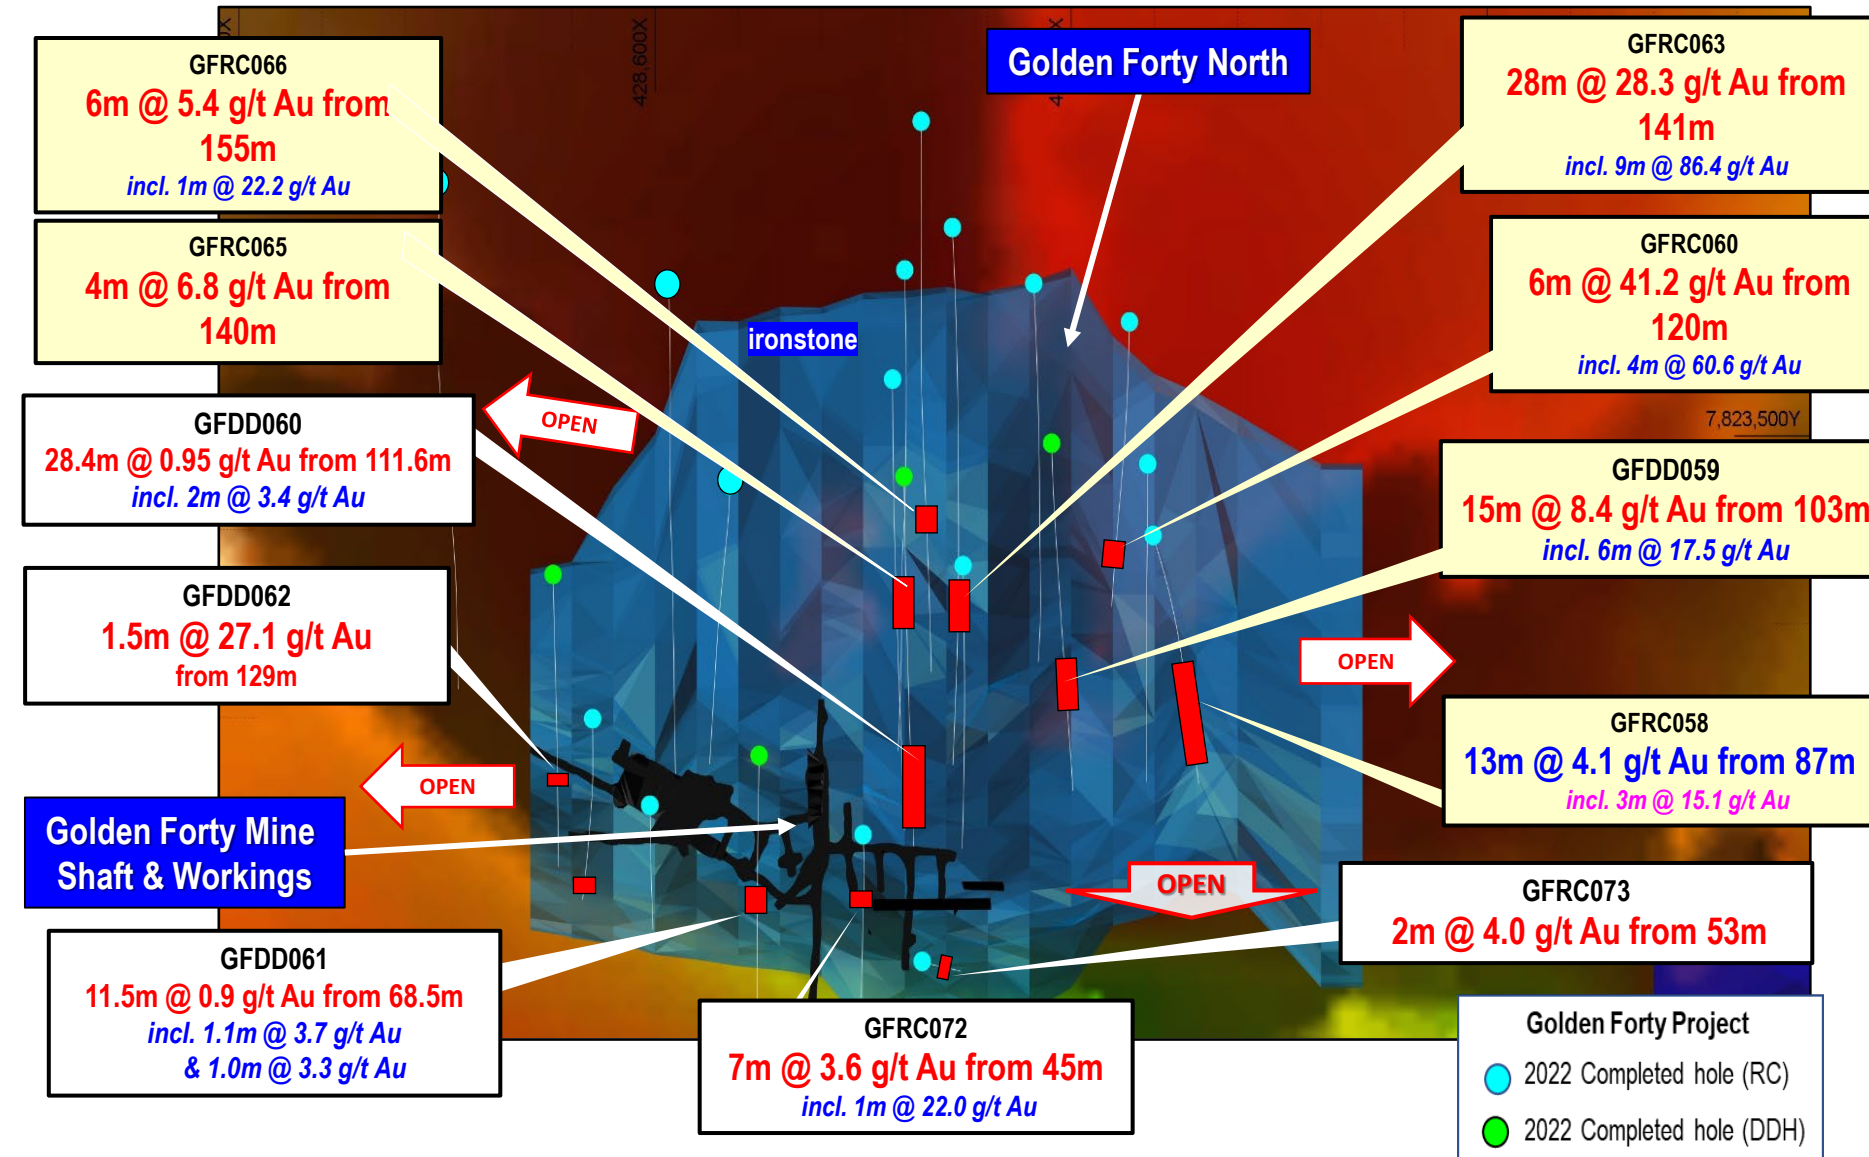 GFRC066
6m @ 5.4 g/t Au from
155m
incl. 1m @ 22.2 g/t Au
GFRC065
4m @ 6.8 g/t Au from
140m
GFDD060
28.4m @ 0.95 g/t Au from 111.6m
incl. 2m @ 3.4 g/t Au
GFDD062
1.5m @ 27.1 g/t Au
from 129m
Golden Forty Mine
Shaft & Workings
GFDD061
11.5m @ 0.9 g/t Au from 68.5m
incl. 1.1m @ 3.7 g/t Au
& 1.0m @ 3.3 g/t Au
428,600X
Golden Forty North
ironstone
OPEN
OPEN
OPEN
OPEN
GFRC072
7m @ 3.6 g/t Au from 45m
incl. 1m @ 22.0 g/t Au
GFRC063
28m @ 28.3 g/t Au from
141m
incl. 9m @ 86.4 g/t Au
GFRC060
6m @ 41.2 g/t Au from
120m
incl. 4m @ 60.6 g/t Au
7,823,500Y
GFDD059
15m @ 8.4 g/t Au from 103m
incl. 6m @ 17.5 g/t Au
GFRC058
13m @ 4.1 g/t Au from 87m
incl. 3m @ 15.1 g/t Au
GFRC073
2m @ 4.0 g/t Au from 53m
Golden Forty Project
2022 Completed hole (RC)
2022 Completed hole (DDH)